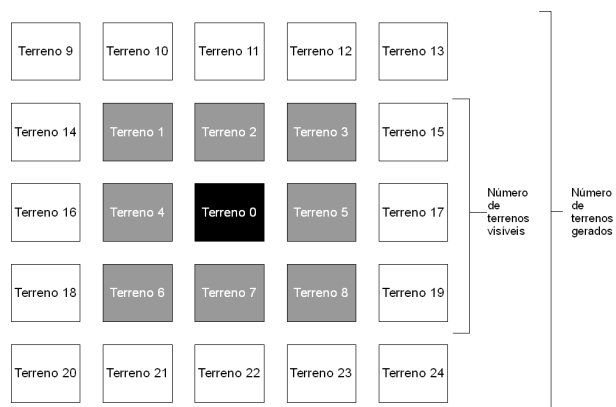 Terreno 9 Terreno 10 Terreno 11 Terreno 12 Terreno 13
Terreno 14 Terreno 1 Terreno 2 Terreno 3 Terreno 15
Terreno 16 Terreno 4 Terreno 0 Terreno 5 Terreno 17
Terreno 18 Terreno 6 Terreno 7 Terreno 8 Terreno 19
Terreno 20 Terreno 21 Terreno 22 Terreno 23 Terreno 24
Número
de
terrenos
visíveis
Número
de
terrenos
gerados